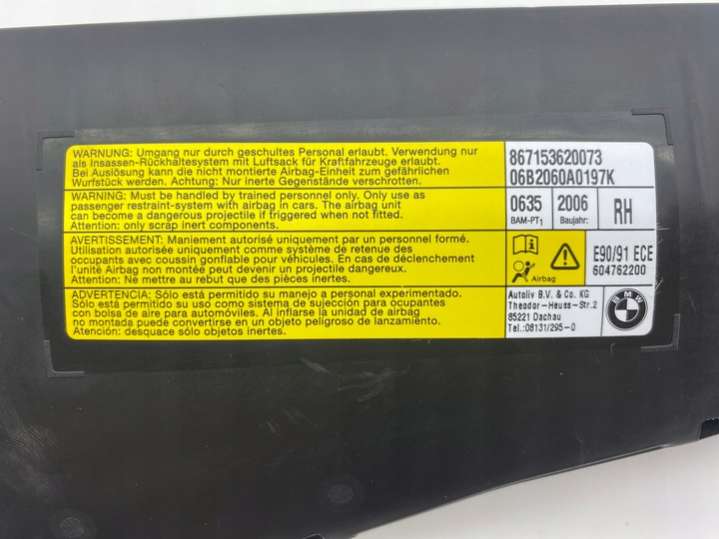 WARNUNG: Umgang nur durch geschultes Personal erlaubt. Verwendung nur
als Insassen-Rückhaltesystem mit Luftsack für Kraftfahrzeuge erlaubt.
Bei Auslösung kann die nicht montierte Airbag-Einheit zum gefährlichen
Wurfstück werden. Achtung: Nur inerte Gegenstände verschrotten.
WARNING: Must be handled by trained personnel only. Only use as
passenger restraint-system with airbag in cars. The airbag unit
can become a dangerous projectile if triggered when not fitted.
Attention: only scrap inert components.
AVERTISSEMENT: Maniement autorisé uniquement par un personnel formé.
Utilisation autorisée uniquement comme système de retenue des
occupants avec coussin gonflable pour véhicules. En cas de déclenchement
l'unité Airbag non montée peut devenir un dangereux projectile.
Attention: Ne mettre au rebut que des pièces inertes.
ADVERTENCIA: Sólo está permitido su manejo a personal experimentado.
Sólo está permitido su uso como sistema de sujección para ocupantes
con bolsa de aire para automóviles. Al inflarse la unidad de airbag
no montada puede convertirse en un objeto peligroso de lanzamiento.
Atención: desguace sólo objetos inertes.
867153620073
06B2060A0197K
0635 2006 RH
BAM-PT1 Baujahr:
Airbag
E90/91 ECE
604762200
Autoliv B.V. & Co. KG
Theodor-Heuss-Str.2
85221 Dachau
Tel.:08131/295-0
BMW